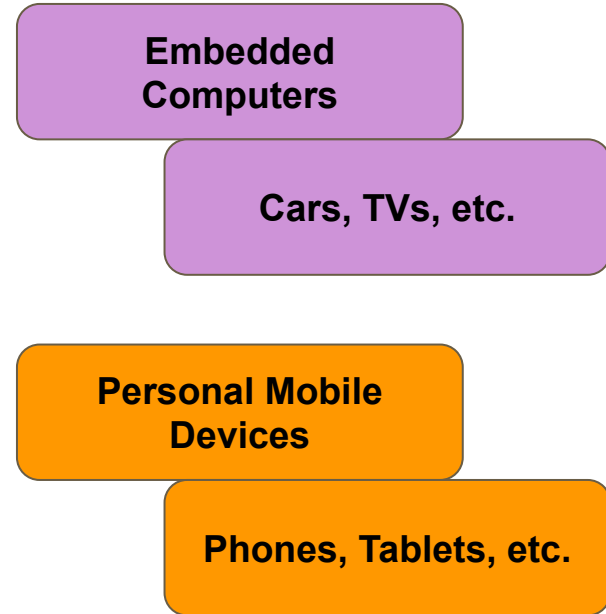 Embedded
Computers
Cars, TVs, etc.
Personal Mobile
Devices
Phones, Tablets, etc.